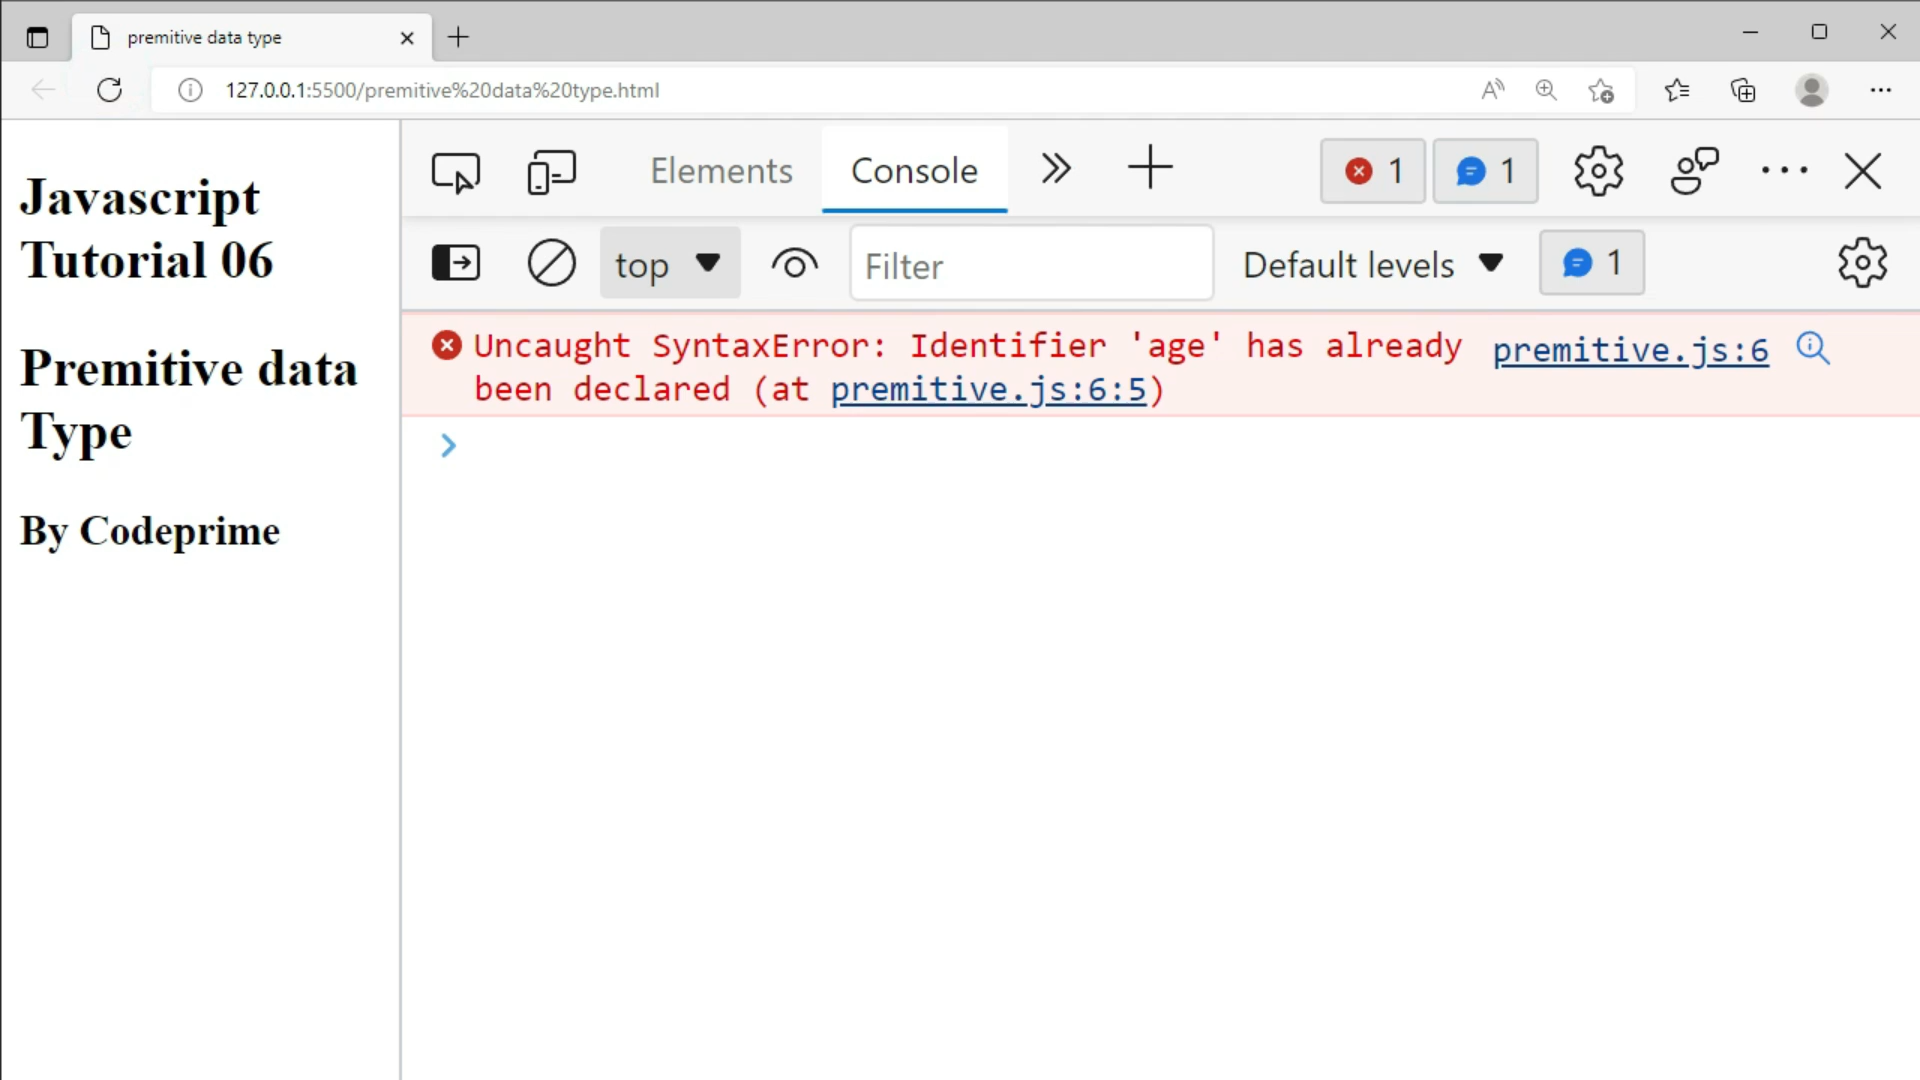 premitive data type
127.0.0.1:5500/premitive%20data%20type.html
Javascript
Tutorial 06
Premitive data
Type
By Codeprime
Elements
Console
1
1
top
Filter
Default levels
1
Uncaught SyntaxError: Identifier 'age' has already premitive.js:6
been declared (at premitive.js:6:5)